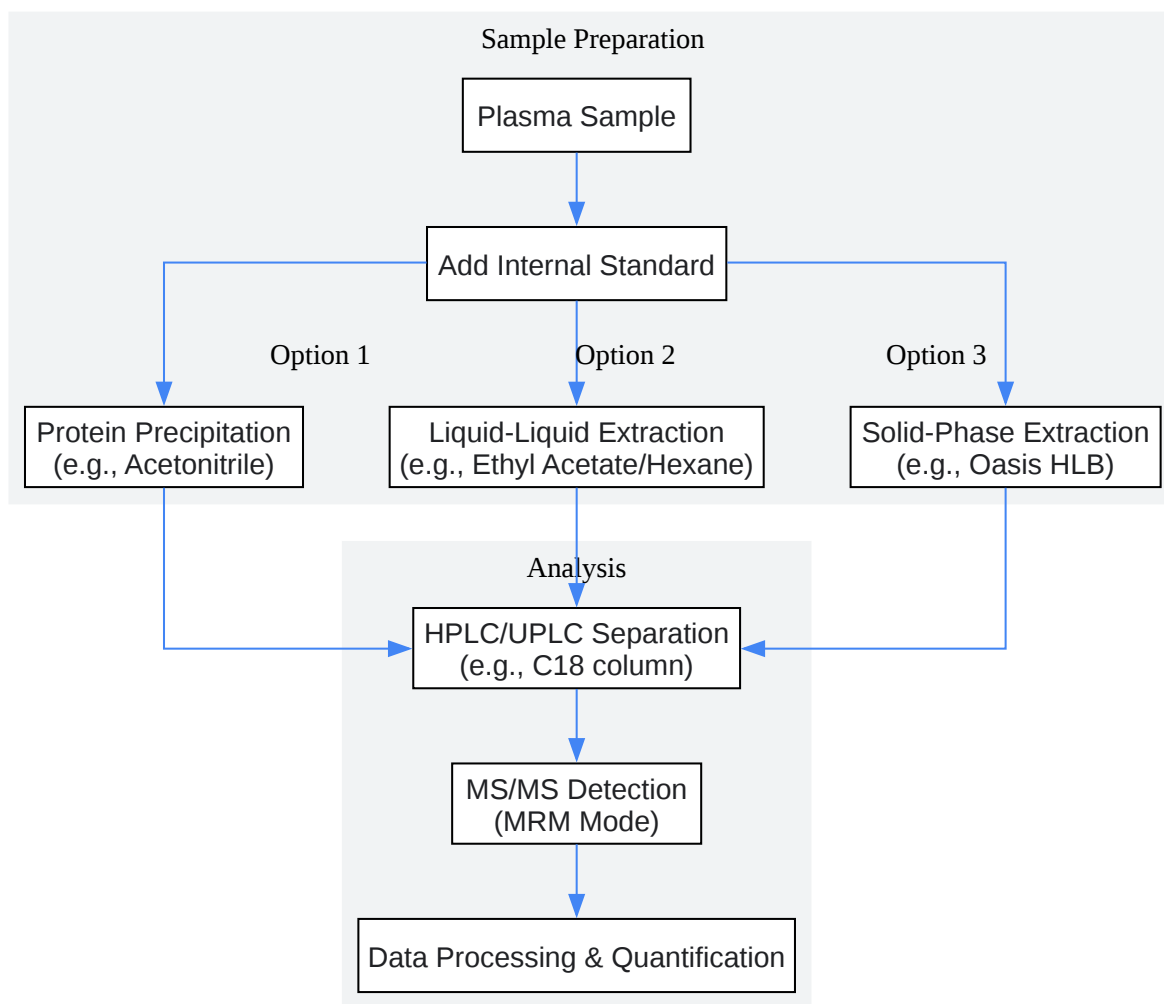 Sample Preparation
Plasma Sample
Add Internal Standard
Option 1
Option 2
Option 3
Protein Precipitation
(e.g., Acetonitrile)
Liquid-Liquid Extraction
(e.g., Ethyl Acetate/Hexane)
Solid-Phase Extraction
(e.g., Oasis HLB)
Analysis
HPLC/UPLC Separation
(e.g., C18 column)
MS/MS Detection
(MRM Mode)
Data Processing & Quantification